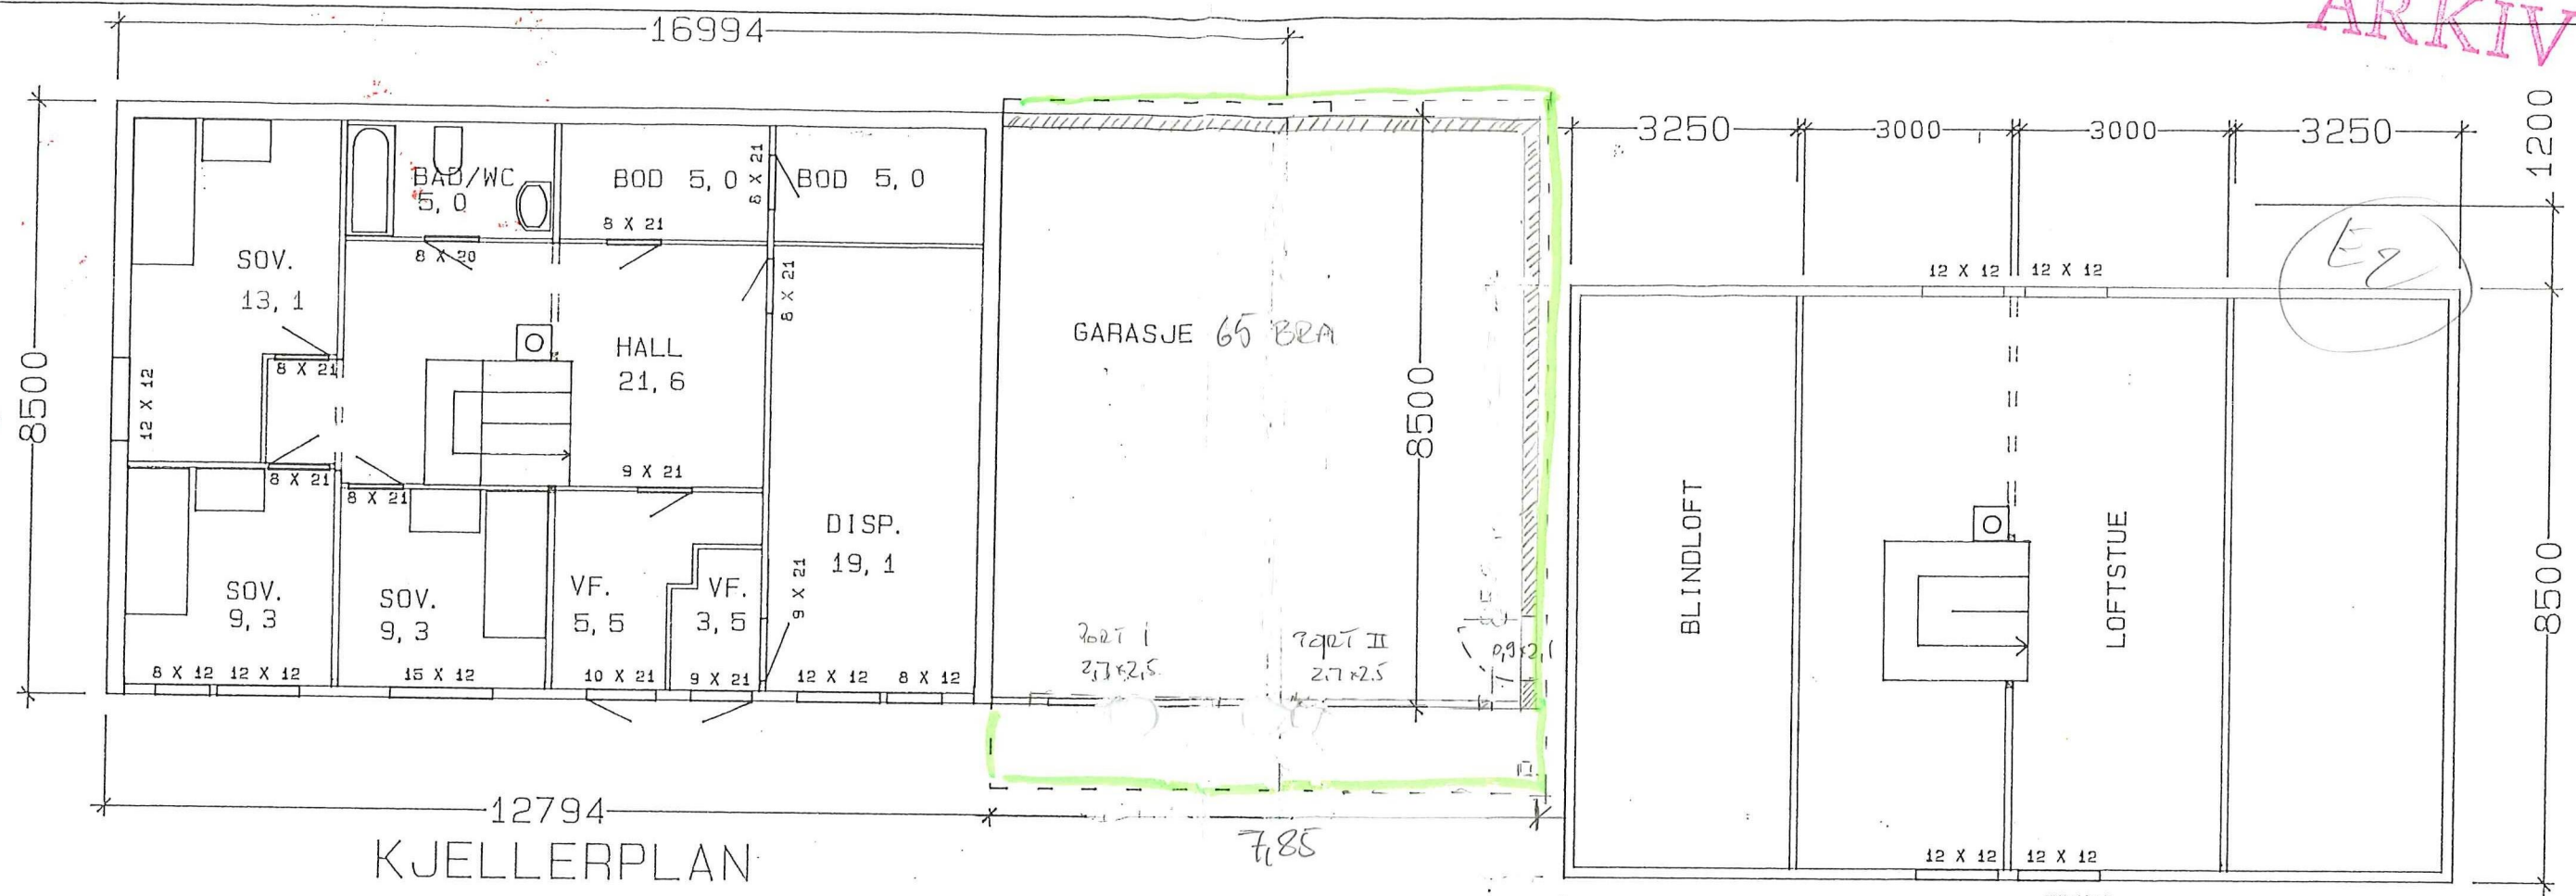 ARKIV
16994
3250 3000 3000 3250
1200
8500
BAD/WC
5,0
BOD 5,0
8 X 21
BOD 5,0
8 X 21
8 X 20
SOV.
13,1
8 X 21
12 X 12
8 X 21
HALL
21,6
8 X 21
8 X 21
9 X 21
GARASJE 65 BRA
8500
12 X 12 12 X 12
E2
DISP.
19,1
SOV.
9,3
SOV.
9,3
VF.
5,5
VF.
3,5
9 X 21
8 X 12 12 X 12
15 X 12
10 X 21
9 X 21
12 X 12 8 X 12
PORT I
2,7x2,5
PORT II
2.7x2.5
0,9x2,1
BLINDLOFT
LOFTSTUE
8500
12 X 12 12 X 12
12794
7,85
KJELLERPLAN